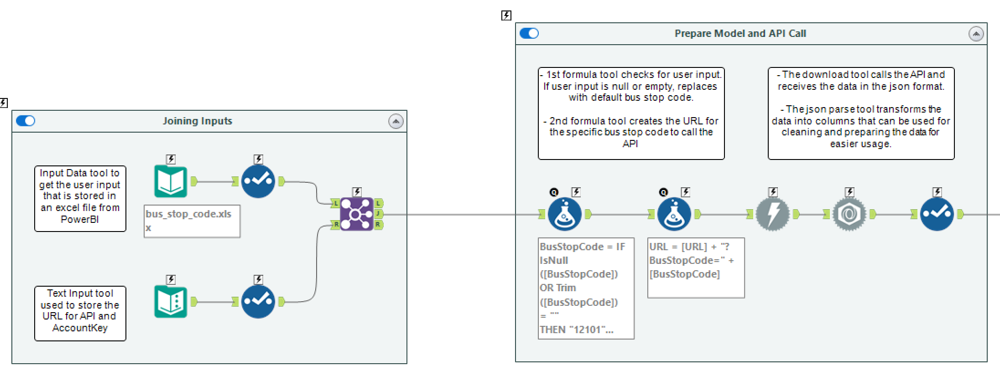 Joining Inputs
Input Data tool to
get the user input
that is stored in
an excel file from
PowerBI
bus_stop_code.xls
x
L
R
L
J
R
Text Input tool
used to store the
URL for API and
AccountKey
Prepare Model and API Call
- 1st formula tool checks for user input.
If user input is null or empty, replaces
with default bus stop code.
- 2nd formula tool creates the URL for
the specific bus stop code to call the
API
- The download tool calls the API and
receives the data in the json format.
- The json parse tool transforms the
data into columns that can be used for
cleaning and preparing the data for
easier usage.
Q
Q
BusStopCode = IF
IsNull
([BusStopCode])
OR Trim
([BusStopCode])
= ""
THEN "12101"...
URL = [URL] + "?
BusStopCode=" +
[BusStopCode]